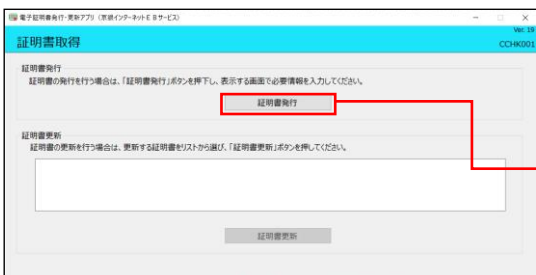 電子証明書発行・更新アプリ（京銀インターネットＥＢサービス）
Ver. 19
証明書取得
CCHK001
証明書発行
証明書の発行を行う場合は、「証明書発行」ボタンを押下し、表示する画面で必要情報を入力してください。
証明書発行
証明書更新
証明書の更新を行う場合は、更新する証明書をリストから選び、「証明書更新」ボタンを押してください。
証明書更新